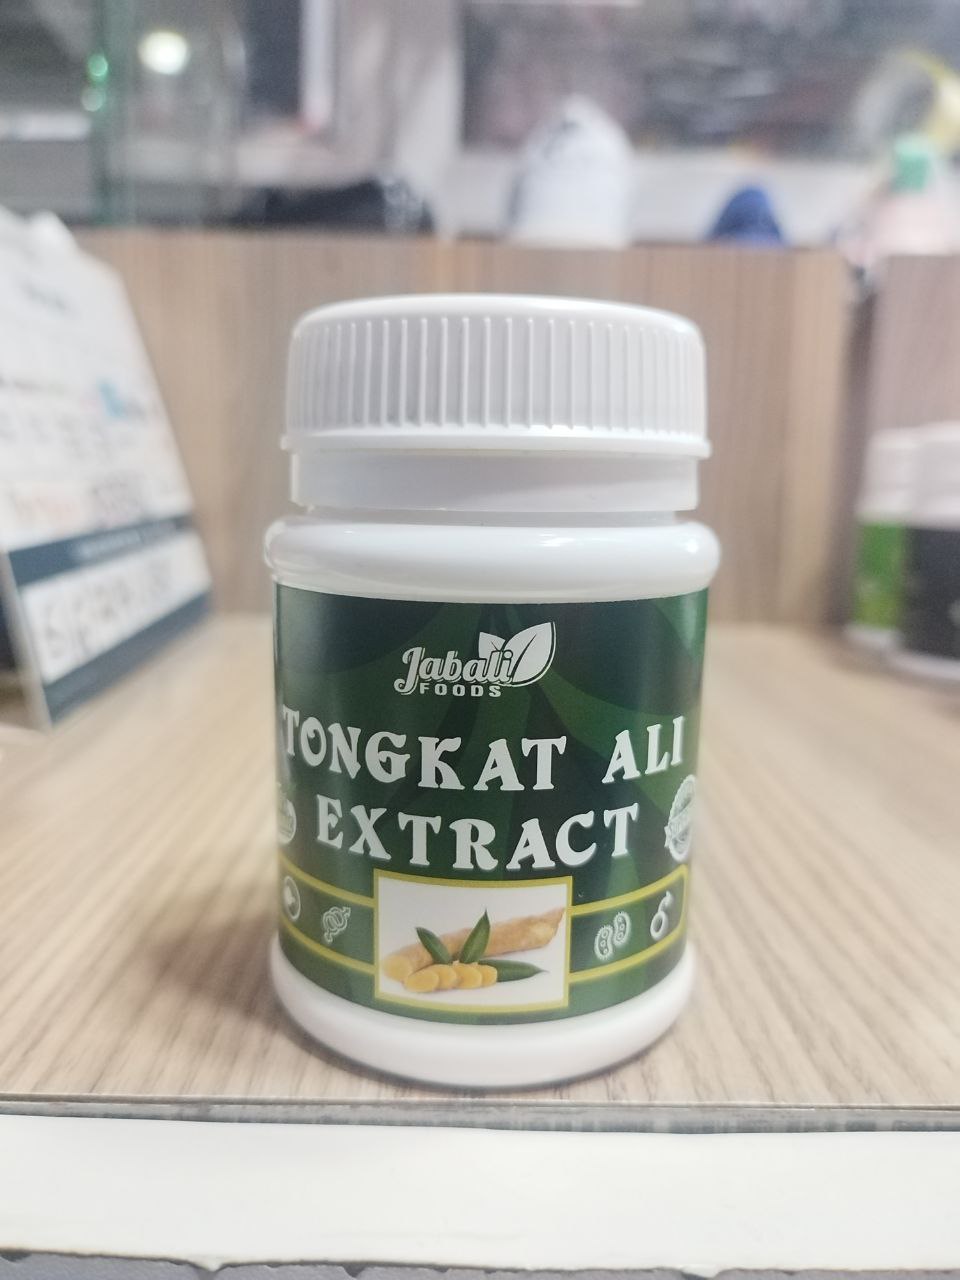 Jabali
FOODS
TONGKAT ALI
EXTRACT